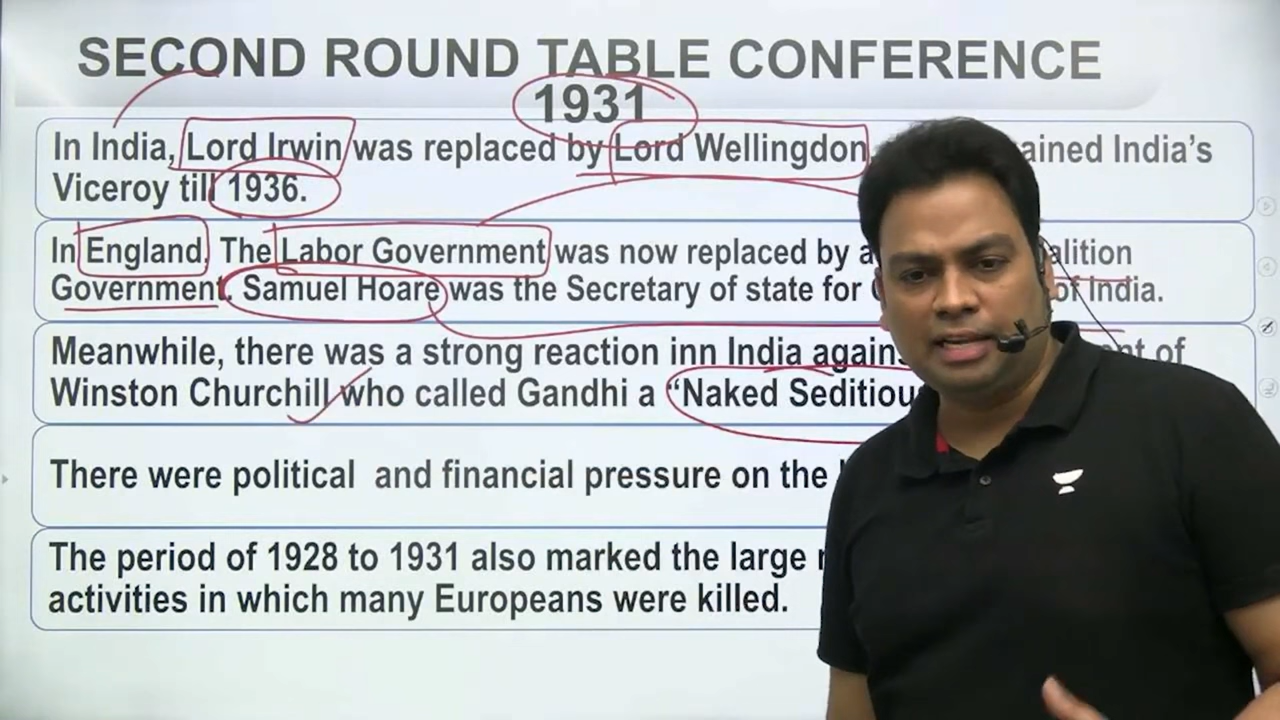 SECOND ROUND TABLE CONFERENCE
1931
In India, Lord Irwin was replaced by Lord Wellingdon, ained India's
Viceroy till 1936.
In England. The Labor Government was now replaced by a alition
Government. Samuel Hoare was the Secretary of state for of India.
Meanwhile, there was a strong reaction inn India agains nt of
Winston Churchill who called Gandhi a “Naked Seditiou
There were political and financial pressure on the
The period of 1928 to 1931 also marked the large
activities in which many Europeans were killed.